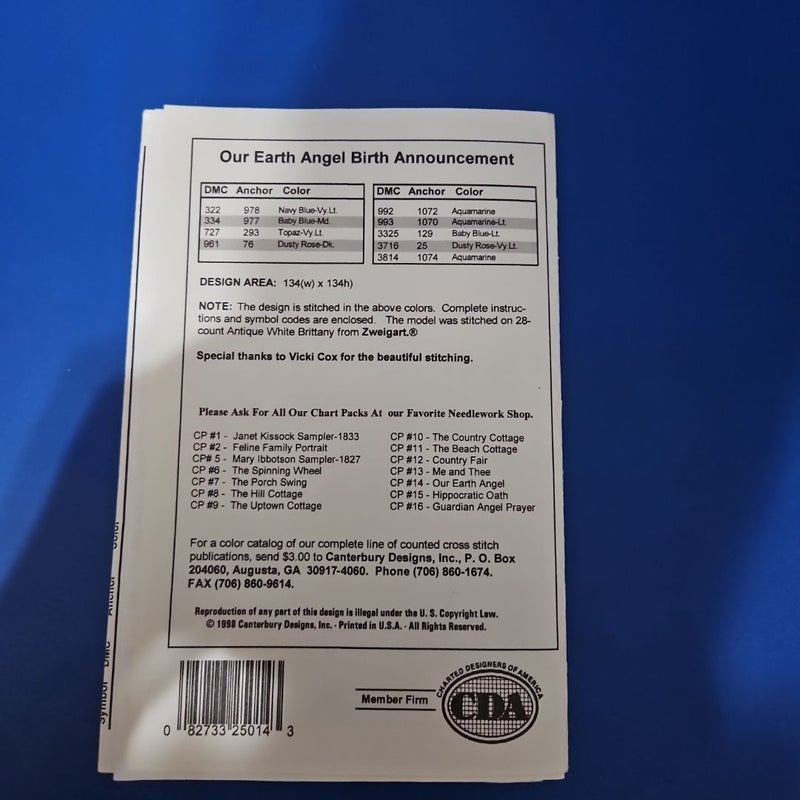 Our Earth Angel Birth Announcement
DMC Anchor Color
322 978 Navy Blue-Vy.Lt.
334 977 Baby Blue-Md.
727 293 Topaz-Vy.Lt.
961 76 Dusty Rose-Dk.
DMC Anchor Color
992 1072 Aquamarine
993 1070 Aquamarine-Lt.
3325 129 Baby Blue-Lt.
3716 25 Dusty Rose-Vy.Lt.
3814 1074 Aquamarine
DESIGN AREA: 134(w) x 134h)
NOTE: The design is stitched in the above colors. Complete instruc-
tions and symbol codes are enclosed. The model was stitched on 28-
count Antique White Brittany from Zweigart.®
Special thanks to Vicki Cox for the beautiful stitching.
Please Ask For All Our Chart Packs At our Favorite Needlework Shop.
CP #1 - Janet Kissock Sampler-1833
CP #2 - Feline Family Portrait
CP# 5 - Mary Ibbotson Sampler-1827
CP #6 - The Spinning Wheel
CP #7 - The Porch Swing
CP #8 - The Hill Cottage
CP #9 - The Uptown Cottage
CP #10 - The Country Cottage
CP #11 - The Beach Cottage
CP #12 - Country Fair
CP #13 - Me and Thee
CP #14 - Our Earth Angel
CP #15 - Hippocratic Oath
CP #16 - Guardian Angel Prayer
For a color catalog of our complete line of counted cross stitch
publications, send $3.00 to Canterbury Designs, Inc., P. O. Box
204060, Augusta, GA 30917-4060. Phone (706) 860-1674.
FAX (706) 860-9614.
Reproduction of any part of this design is illegal under the U. S. Copyright Law.
© 1998 Canterbury Designs, Inc. - Printed in U.S.A. - All Rights Reserved.
0 82733 25014 3
Member Firm
CHARTED DESIGNERS OF AMERICA
CDA
Symbol DMC Anchor Color